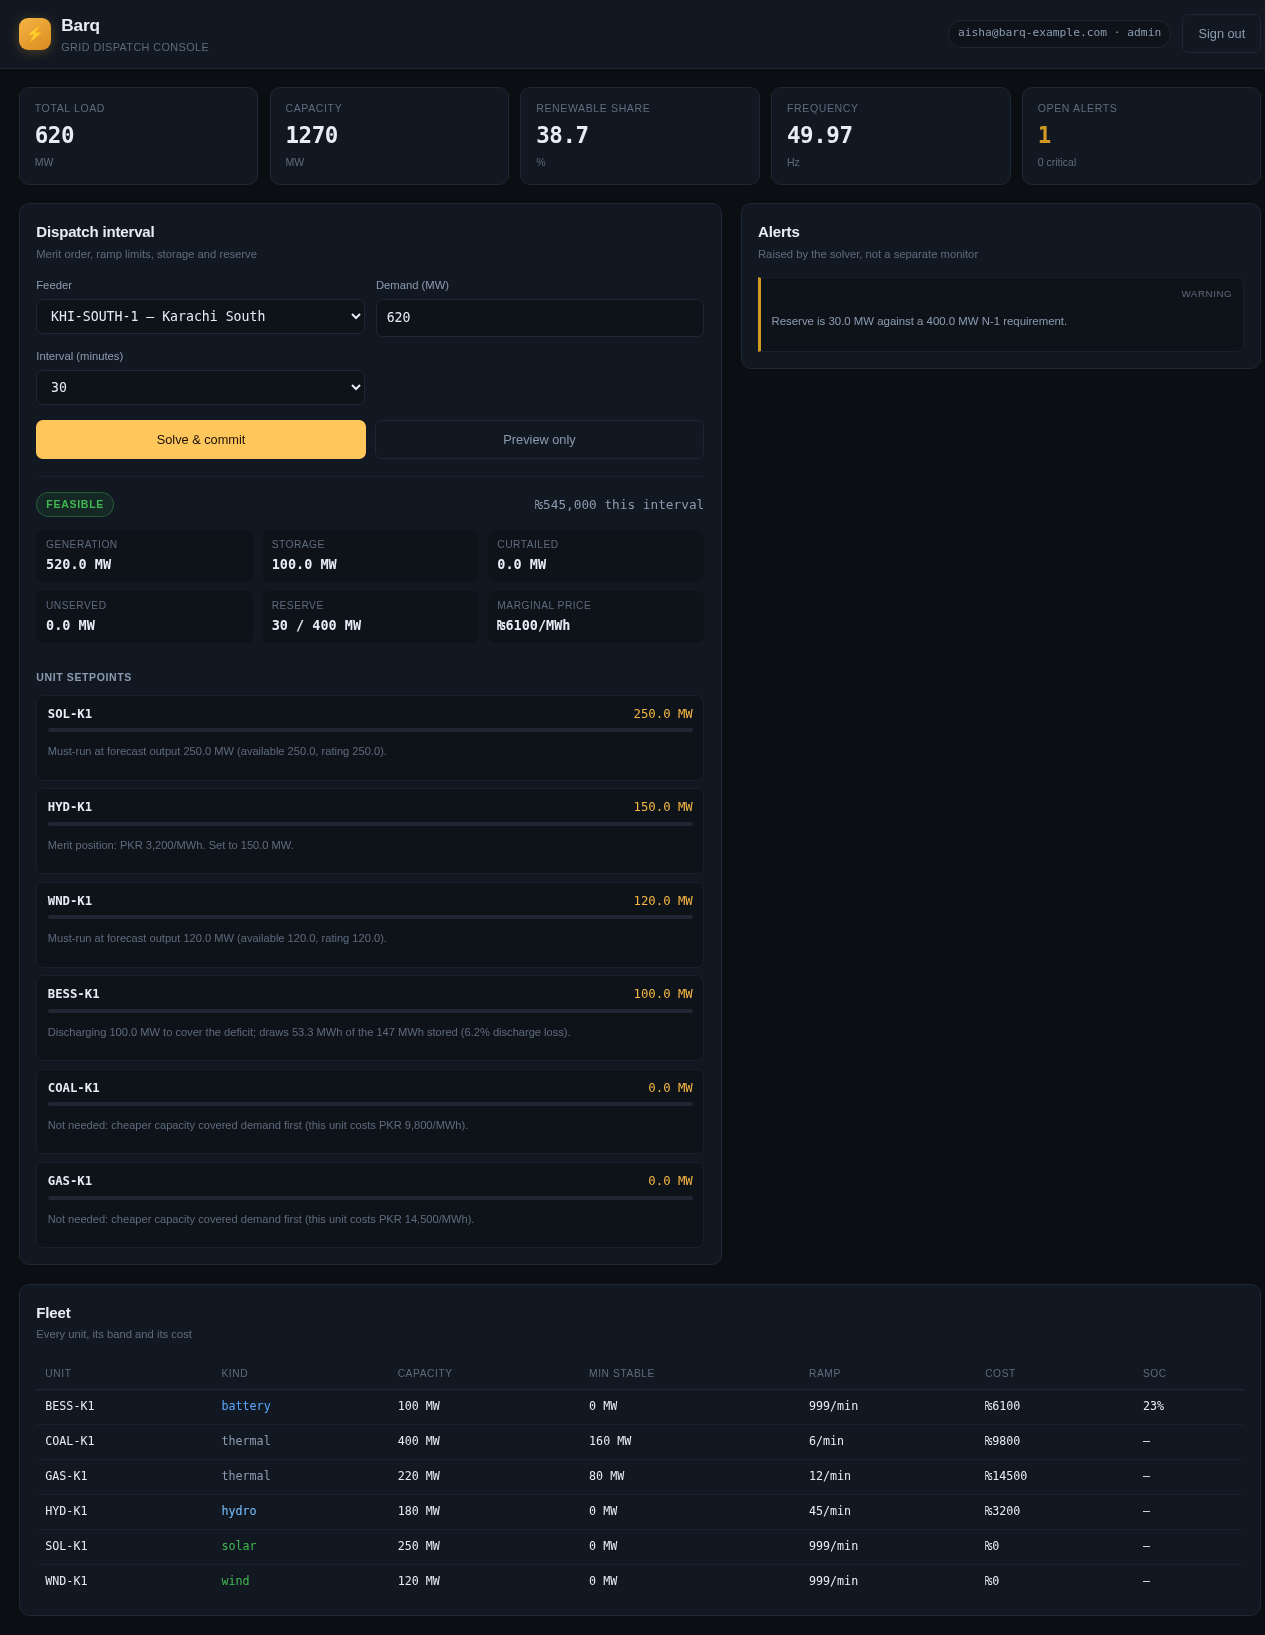 ⚡
Barq
GRID DISPATCH CONSOLE
aisha@barq-example.com · admin
Sign out
TOTAL LOAD
620
MW
CAPACITY
1270
MW
RENEWABLE SHARE
38.7
%
FREQUENCY
49.97
Hz
OPEN ALERTS
1
0 critical
Dispatch interval
Merit order, ramp limits, storage and reserve
Feeder
Demand (MW)
KHI-SOUTH-1 — Karachi South
620
Interval (minutes)
30
Solve & commit
Preview only
FEASIBLE
₨545,000 this interval
GENERATION
520.0 MW
STORAGE
100.0 MW
CURTAILED
0.0 MW
UNSERVED
0.0 MW
RESERVE
30 / 400 MW
MARGINAL PRICE
₨6100/MWh
UNIT SETPOINTS
SOL-K1 250.0 MW
Must-run at forecast output 250.0 MW (available 250.0, rating 250.0).
HYD-K1 150.0 MW
Merit position: PKR 3,200/MWh. Set to 150.0 MW.
WND-K1 120.0 MW
Must-run at forecast output 120.0 MW (available 120.0, rating 120.0).
BESS-K1 100.0 MW
Discharging 100.0 MW to cover the deficit; draws 53.3 MWh of the 147 MWh stored (6.2% discharge loss).
COAL-K1 0.0 MW
Not needed: cheaper capacity covered demand first (this unit costs PKR 9,800/MWh).
GAS-K1 0.0 MW
Not needed: cheaper capacity covered demand first (this unit costs PKR 14,500/MWh).
Alerts
Raised by the solver, not a separate monitor
WARNING
Reserve is 30.0 MW against a 400.0 MW N-1 requirement.
Fleet
Every unit, its band and its cost
UNIT KIND CAPACITY MIN STABLE RAMP COST SOC
BESS-K1 battery 100 MW 0 MW 999/min ₨6100 23%
COAL-K1 thermal 400 MW 160 MW 6/min ₨9800 —
GAS-K1 thermal 220 MW 80 MW 12/min ₨14500 —
HYD-K1 hydro 180 MW 0 MW 45/min ₨3200 —
SOL-K1 solar 250 MW 0 MW 999/min ₨0 —
WND-K1 wind 120 MW 0 MW 999/min ₨0 —